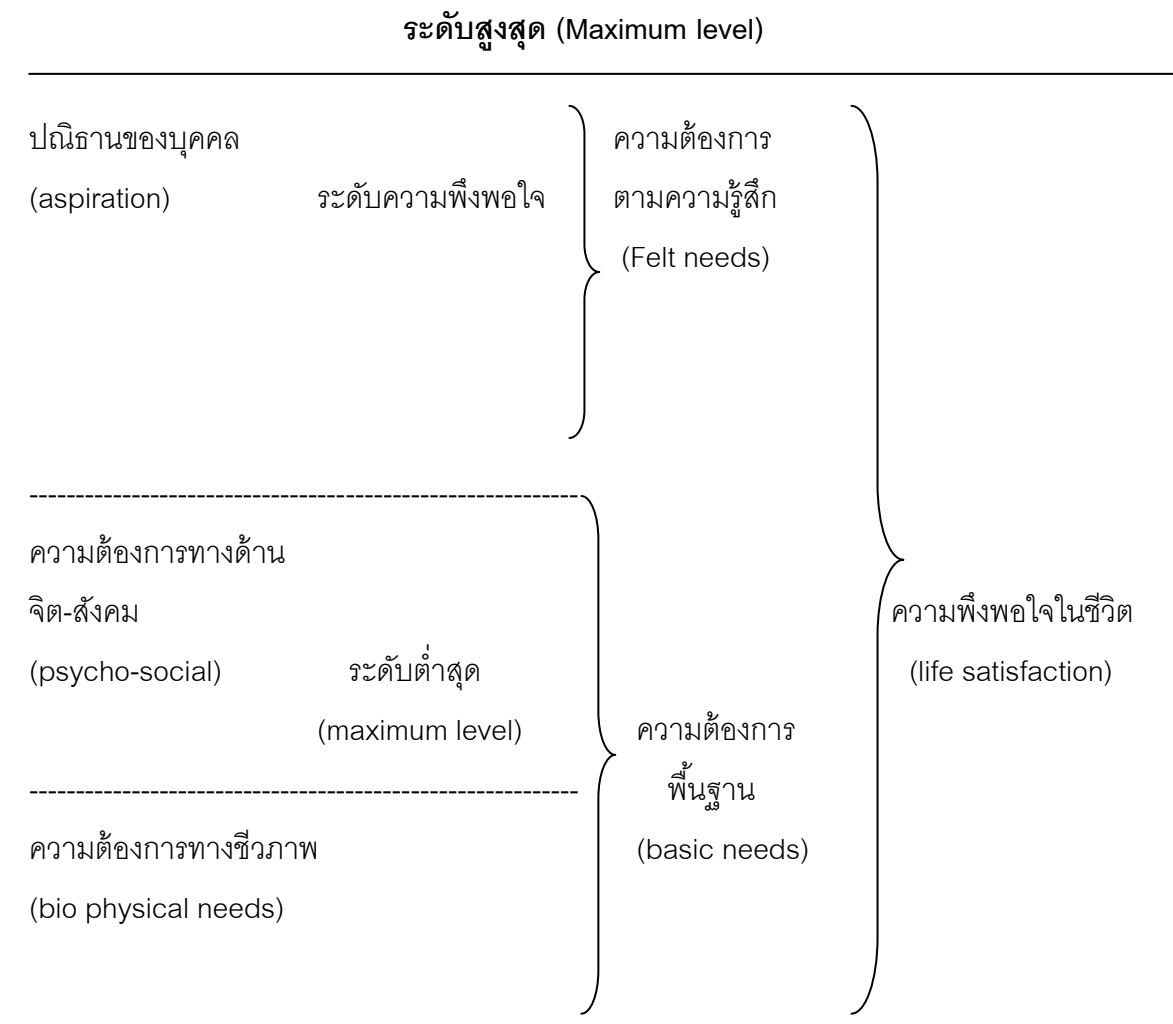 ระดับสูงสุด (Maximum level)
ปณิธานของบุคคล
(aspiration)
ระดับความพึงพอใจ
ความต้องการ
ตามความรู้สึก
(Felt needs)
ความต้องการทางด้าน
จิต-สังคม
(psycho-social)
ระดับต่ำสุด
(maximum level)
ความต้องการทางชีวภาพ
(bio physical needs)
ความต้องการ
พื้นฐาน
(basic needs)
ความพึงพอใจในชีวิต
(life satisfaction)